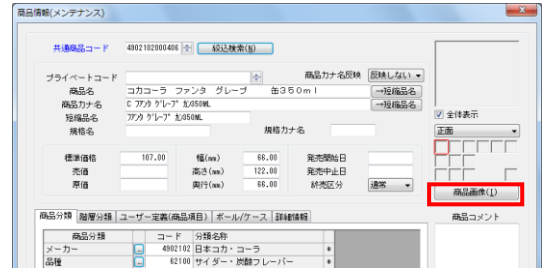 商品情報(メンテナンス)
共通商品コード 4902102000406 絞込検索(N)
プライベートコード 商品カナ名反映 反映しない
商品名 コカコーラ ファンタ グレープ 缶350ml →短縮品名
商品カナ名 C ファンタ グレープ カン350ML →短縮品名
短縮品名 ファンタ グレープ カン350ML
規格名 規格カナ名
標準価格 107.00 幅(mm) 66.00 発売開始日
売価 高さ(mm) 122.00 発売中止日
原価 奥行(mm) 66.00 終売区分 通常
全体表示
正面
商品画像(I)
商品コメント
商品分類 階層分類 ユーザー定義(商品項目) ボール/ケース 詳細情報
商品分類 コード 分類名称
メーカー 4902102 日本コカ・コーラ *
品種 62100 サイダー・炭酸フレーバー *